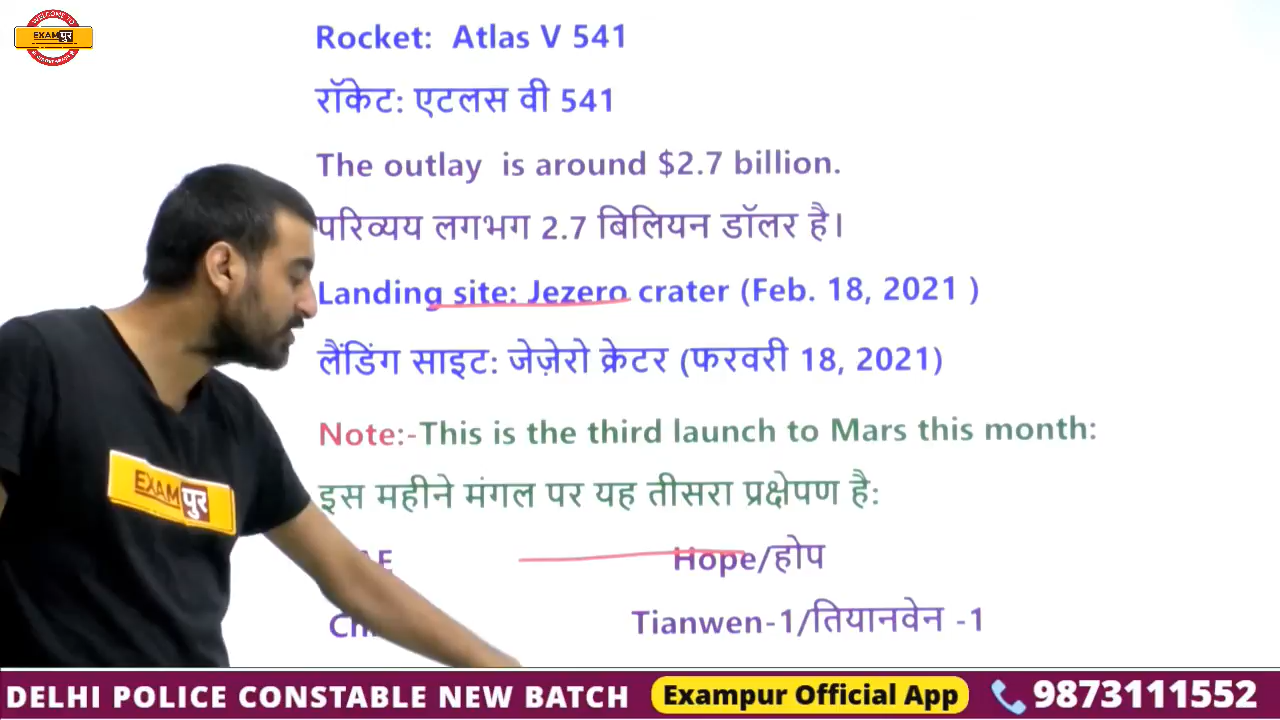 WELCOME TO
EXAMपुर
Rocket: Atlas V 541
रॉकेट: एटलस वी 541
The outlay is around $2.7 billion.
परिव्यय लगभग 2.7 बिलियन डॉलर है।
Landing site: Jezero crater (Feb. 18, 2021 )
लैंडिंग साइट: जेज़ेरो क्रेटर (फरवरी 18, 2021)
Note:-This is the third launch to Mars this month:
इस महीने मंगल पर यह तीसरा प्रक्षेपण है:
Hope/होप
Tianwen-1/तियानवेन -1
EXAMपुर
DELHI POLICE CONSTABLE NEW BATCH Exampur Official App 9873111552